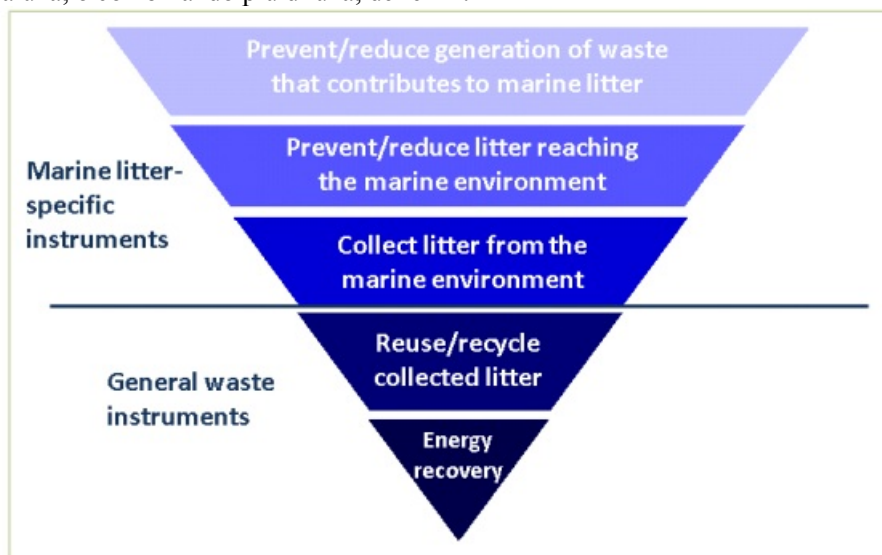 Prevent/reduce generation of waste
that contributes to marine litter
Prevent/reduce litter reaching
the marine environment
Marine litter-
specific
instruments
Collect litter from the
marine environment
Reuse/recycle
collected litter
General waste
instruments
Energy
recovery